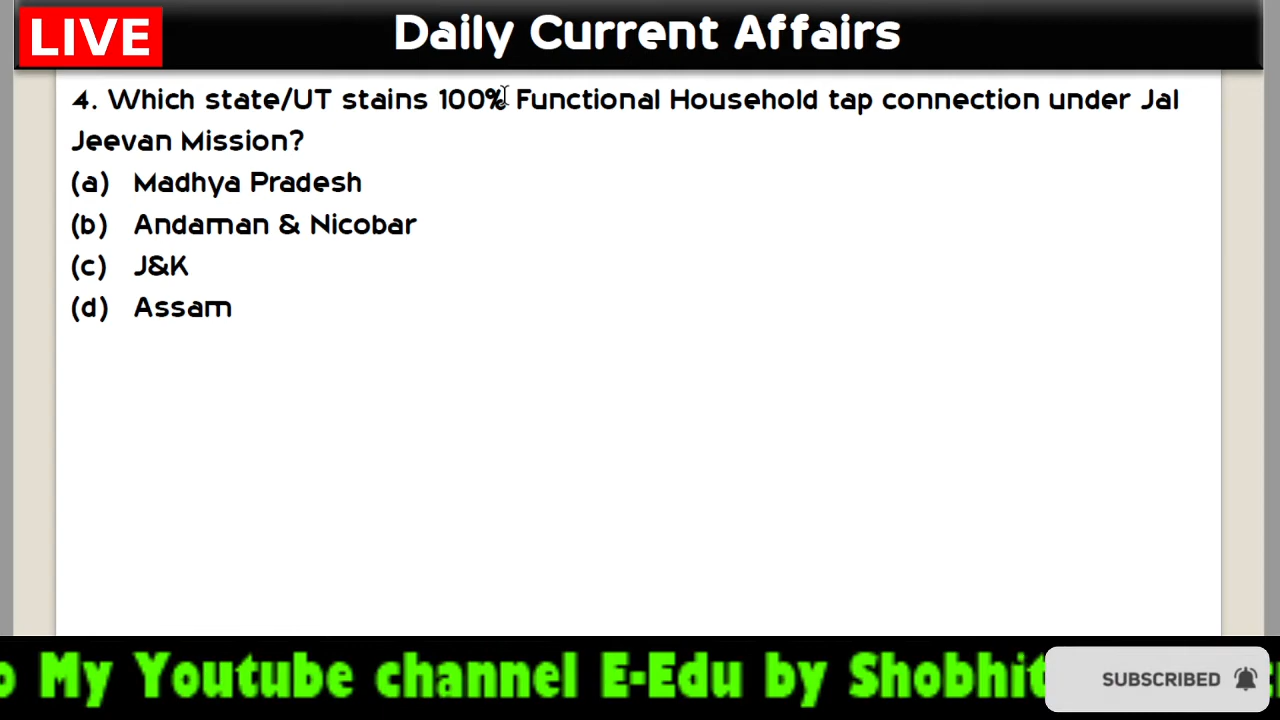 LIVE
Daily Current Affairs
4. Which state/UT stains 100% Functional Household tap connection under Jal
Jeevan Mission?
(a) Madhya Pradesh
(b) Andaman & Nicobar
(c) J&K
(d) Assam
My Youtube channel E-Edu by Shobhit
SUBSCRIBED